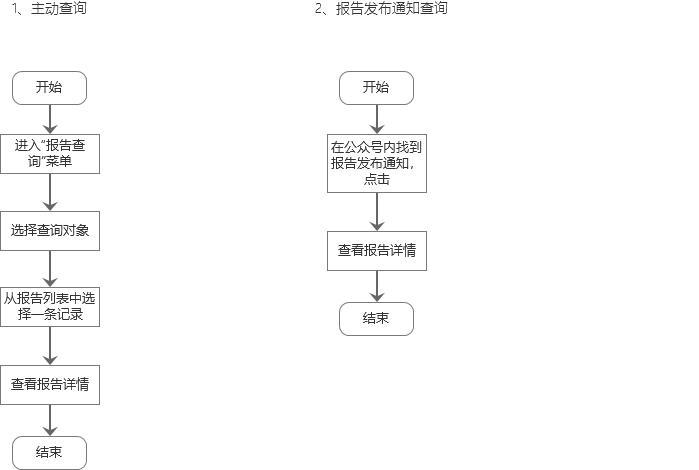 1、主动查询
开始
进入“报告查
询”菜单
选择查询对象
从报告列表中选
择一条记录
查看报告详情
结束
2、报告发布通知查询
开始
在公众号内找到
报告发布通知，
点击
查看报告详情
结束